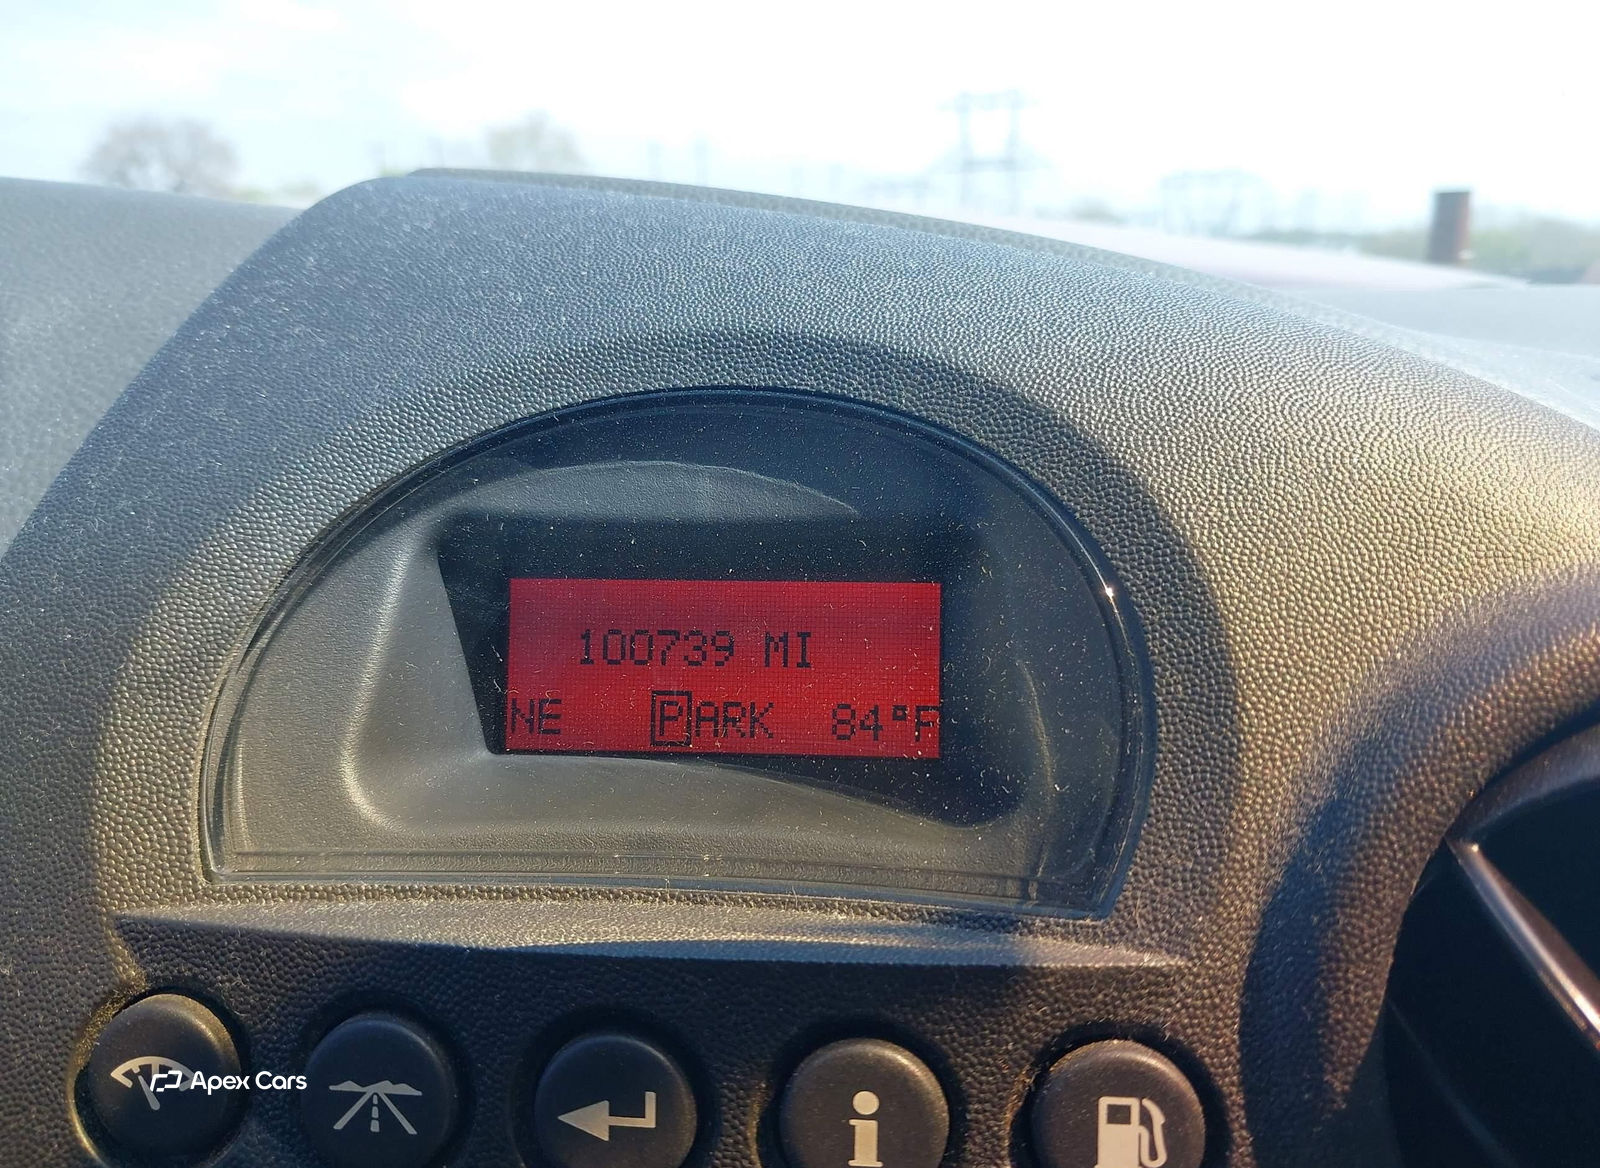 100739 MI
NE PARK 84°F
Apex Cars